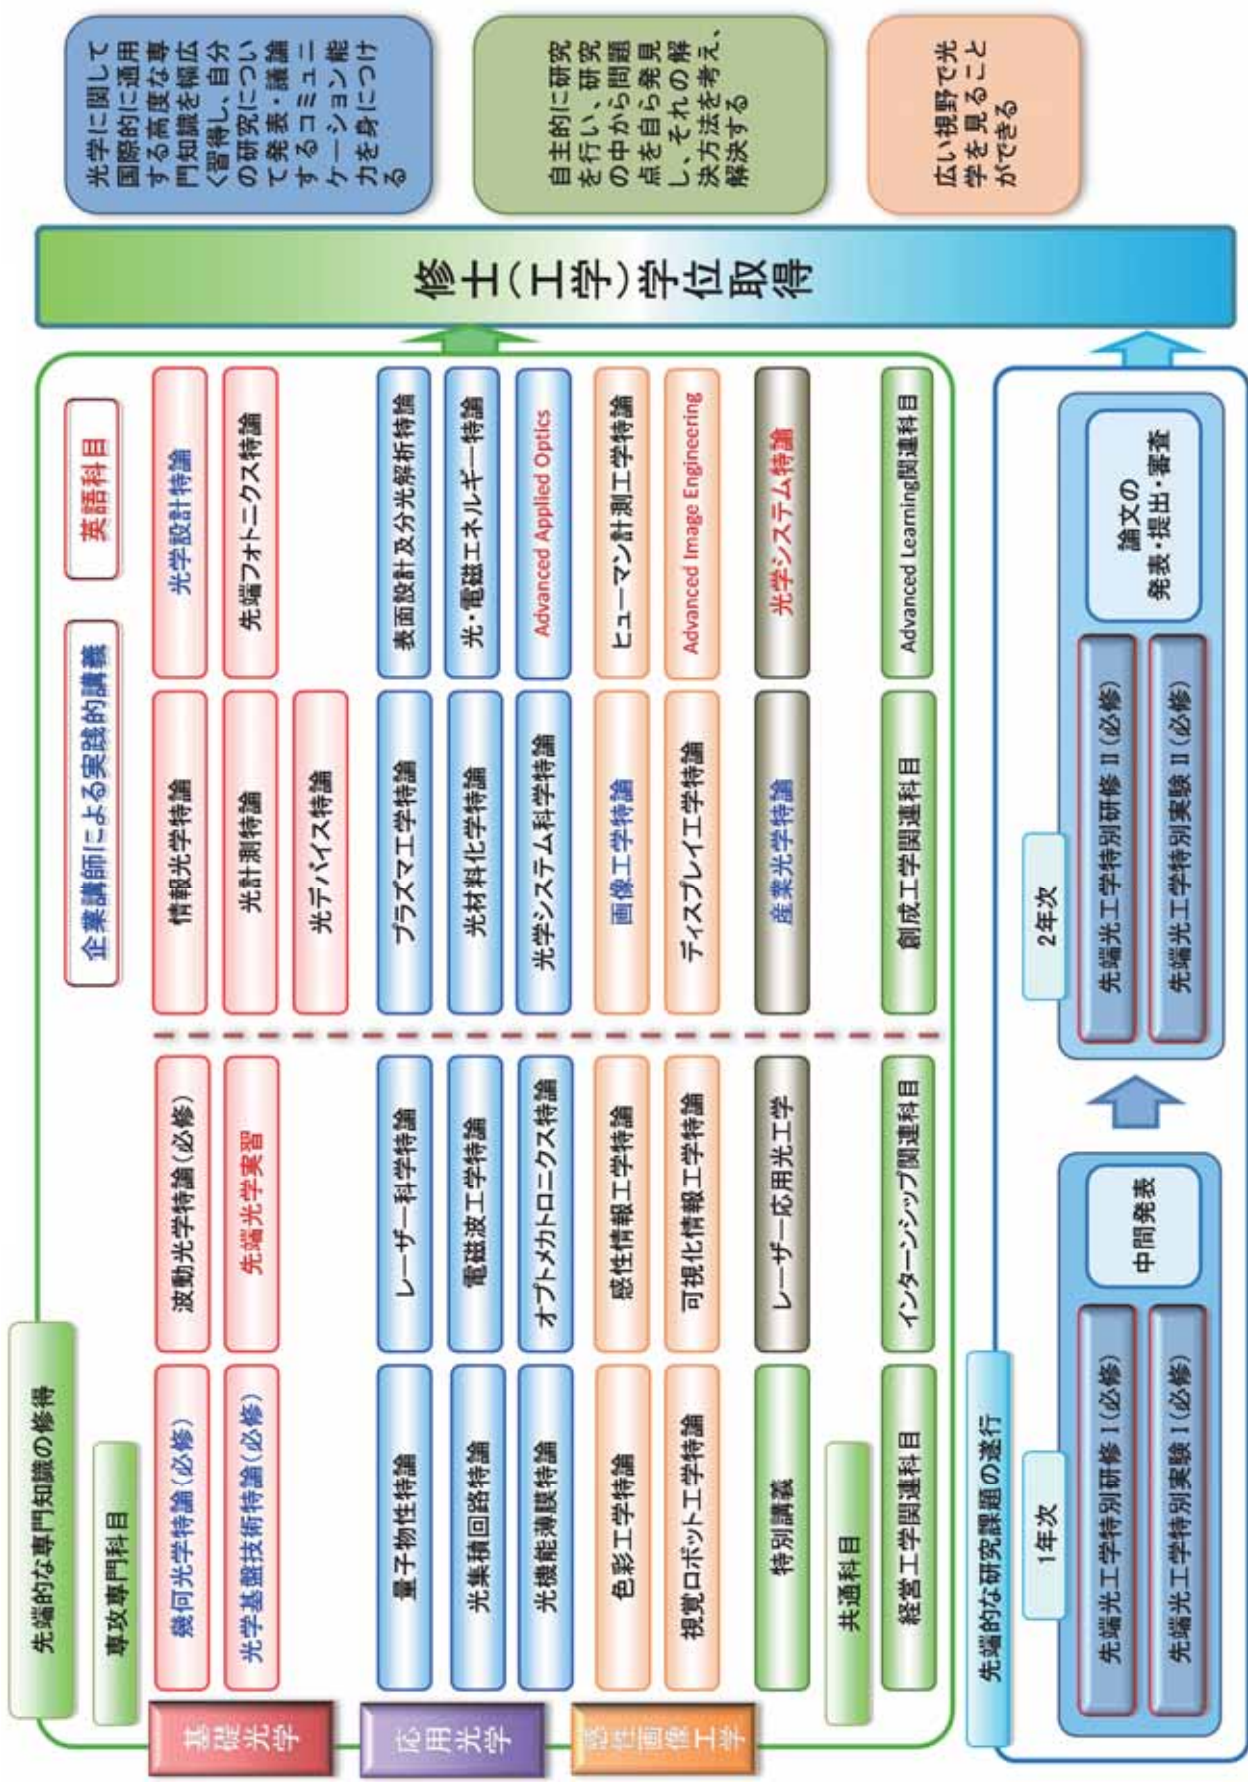 先端的な専門知識の修得
専攻専門科目
企業講師による実践的講義
英語科目
基礎
光学
幾何光学特論(必修)
波動光学特論(必修)
情報光学特論
光学設計特論
光学基盤技術特論(必修)
先端光学実習
光計測特論
先端フォトニクス特論
光デバイス特論
応用
光学
量子物性特論
レーザー科学特論
プラズマ工学特論
表面設計及分光解析特論
光集積回路特論
電磁波工学特論
光材料化学特論
光・電磁エネルギー特論
光機能薄膜特論
オプトメカトロニクス特論
光学システム科学特論
Advanced Applied Optics
感性画像
工学
色彩工学特論
感性情報工学特論
画像工学特論
ヒューマン計測工学特論
視覚ロボット工学特論
可視化情報工学特論
ディスプレイ工学特論
Advanced Image Engineering
特別講義
レーザー応用光工学
産業光学特論
光学システム特論
共通科目
経営工学関連科目
インターンシップ関連科目
創成工学関連科目
Advanced Learning関連科目
先端的な研究課題の遂行
1年次
先端光工学特別研修Ⅰ(必修)
先端光工学特別実験Ⅰ(必修)
中間発表
2年次
先端光工学特別研修Ⅱ(必修)
先端光工学特別実験Ⅱ(必修)
論文の
発表・提出・審査
修士(工学)学位取得
光学に関して
国際的に通用
する高度な専
門知識を幅広
く習得し、自分
の研究につい
て発表・議論
するコミュニ
ケーション能
力を身につけ
る
自主的に研究
を行い、研究
の中から問題
点を自ら発見
し、それの解
決方法を考え、
解決する
広い視野で光
学を見ること
ができる